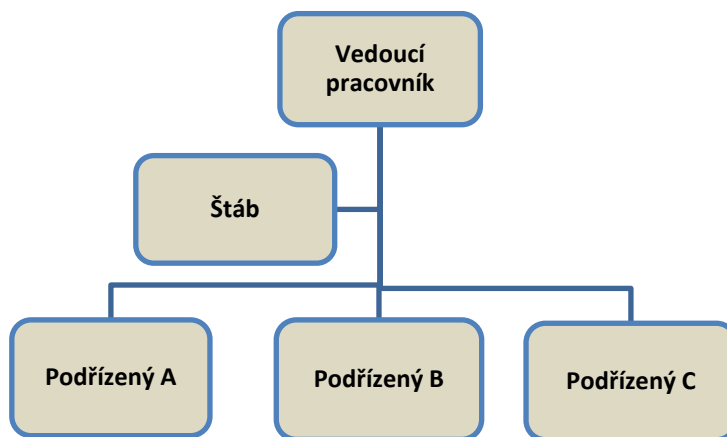 Vedoucí
pracovník
Štáb
Podřízený A
Podřízený B
Podřízený C